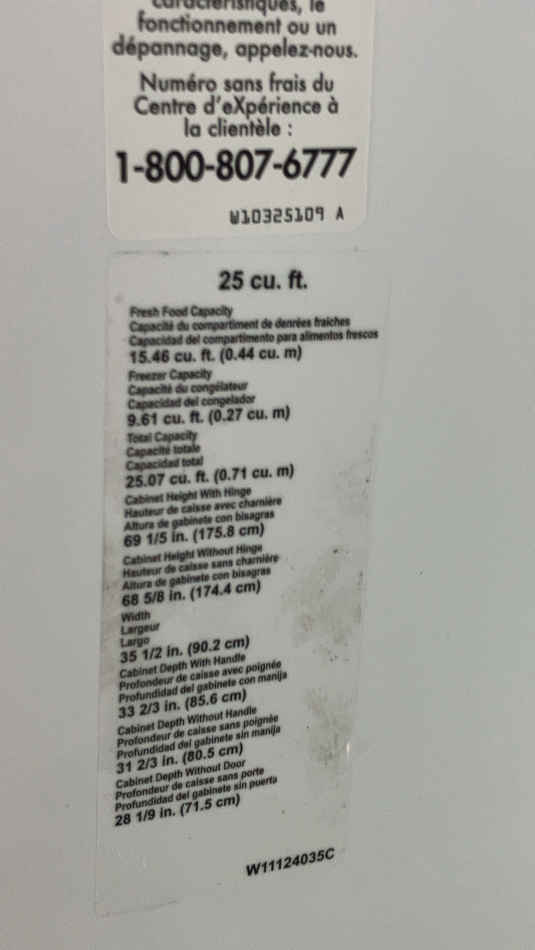 caractéristiques, le
fonctionnement ou un
dépannage, appelez-nous.
Numéro sans frais du
Centre d'eXpérience à
la clientèle :
1-800-807-6777
W10325109 A
25 cu. ft.
Fresh Food Capacity
Capacité du compartiment de denrées fraîches
Capacidad del compartimento para alimentos frescos
15.46 cu. ft. (0.44 cu. m)
Freezer Capacity
Capacité du congélateur
Capacidad del congelador
9.61 cu. ft. (0.27 cu. m)
Total Capacity
Capacité totale
Capacidad total
25.07 cu. ft. (0.71 cu. m)
Cabinet Height With Hinge
Hauteur de caisse avec charnière
Altura de gabinete con bisagras
69 1/5 in. (175.8 cm)
Cabinet Height Without Hinge
Hauteur de caisse sans charnière
Altura de gabinete con bisagras
68 5/8 in. (174.4 cm)
Width
Largeur
Largo
35 1/2 in. (90.2 cm)
Cabinet Depth With Handle
Profondeur de caisse avec poignée
Profundidad del gabinete con manija
33 2/3 in. (85.6 cm)
Cabinet Depth Without Handle
Profondeur de caisse sans poignée
Profundidad del gabinete sin manija
31 2/3 in. (80.5 cm)
Cabinet Depth Without Door
Profondeur de caisse sans porte
Profundidad del gabinete sin puerta
28 1/9 in. (71.5 cm)
W11124035C